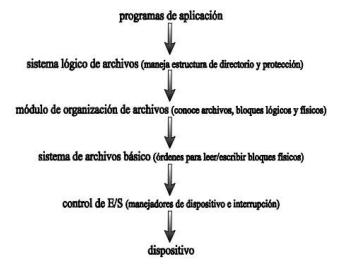 programas de aplicación
sistema lógico de archivos (maneja estructura de directorio y protección)
módulo de organización de archivos (conoce archivos, bloques lógicos y físicos)
sistema de archivos básico (órdenes para leer/escribir bloques físicos)
control de E/S (manejadores de dispositivo e interrupción)
dispositivo